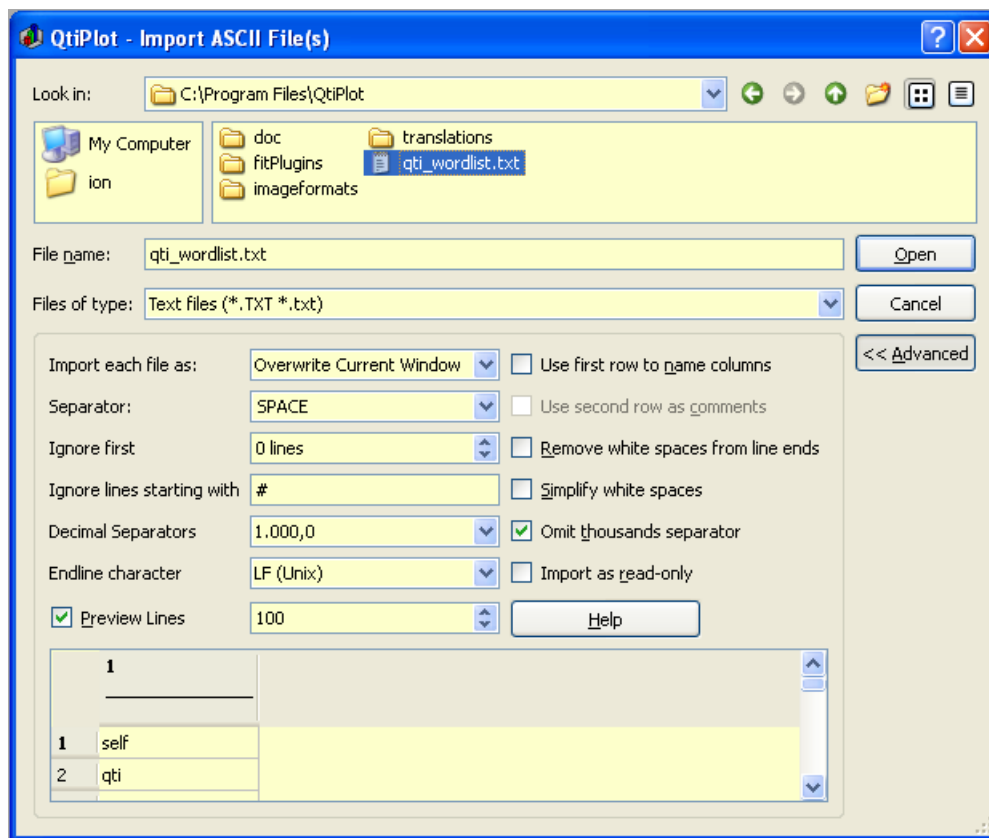 QtiPlot - Import ASCII File(s)
Look in: C:\Program Files\QtiPlot
My Computer
ion
doc
fitPlugins
imageformats
translations
qti_wordlist.txt
File name: qti_wordlist.txt Open
Files of type: Text files (*.TXT *.txt) Cancel
<< Advanced
Import each file as: Overwrite Current Window Use first row to name columns
Separator: SPACE Use second row as comments
Ignore first 0 lines Remove white spaces from line ends
Ignore lines starting with # Simplify white spaces
Decimal Separators 1.000,0 Omit thousands separator
Endline character LF (Unix) Import as read-only
Preview Lines 100 Help
1
1 self
2 qti